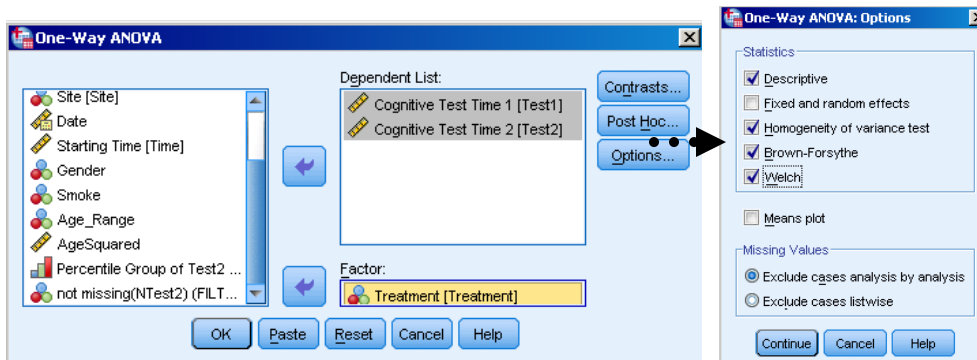 One-Way ANOVA
Site [Site]
Date
Starting Time [Time]
Gender
Smoke
Age_Range
AgeSquared
Percentile Group of Test2 ...
not missing(NTest2) (FILT...
Dependent List:
Cognitive Test Time 1 [Test1]
Cognitive Test Time 2 [Test2]
Factor:
Treatment [Treatment]
Contrasts...
Post Hoc...
Options...
OK Paste Reset Cancel Help
One-Way ANOVA: Options
Statistics
Descriptive
Fixed and random effects
Homogeneity of variance test
Brown-Forsythe
Welch
Means plot
Missing Values
Exclude cases analysis by analysis
Exclude cases listwise
Continue Cancel Help